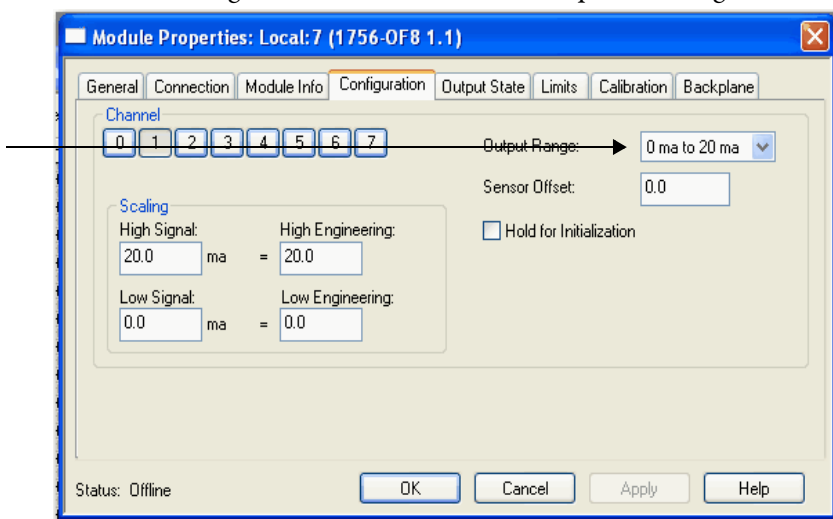 Module Properties: Local:7 (1756-OF8 1.1)
General Connection Module Info Configuration Output State Limits Calibration Backplane
Channel
0 1 2 3 4 5 6 7
Output Range: 0 ma to 20 ma
Sensor Offset: 0.0
Hold for Initialization
Scaling
High Signal: High Engineering:
20.0 ma = 20.0
Low Signal: Low Engineering:
0.0 ma = 0.0
Status: Offline
OK Cancel Apply Help